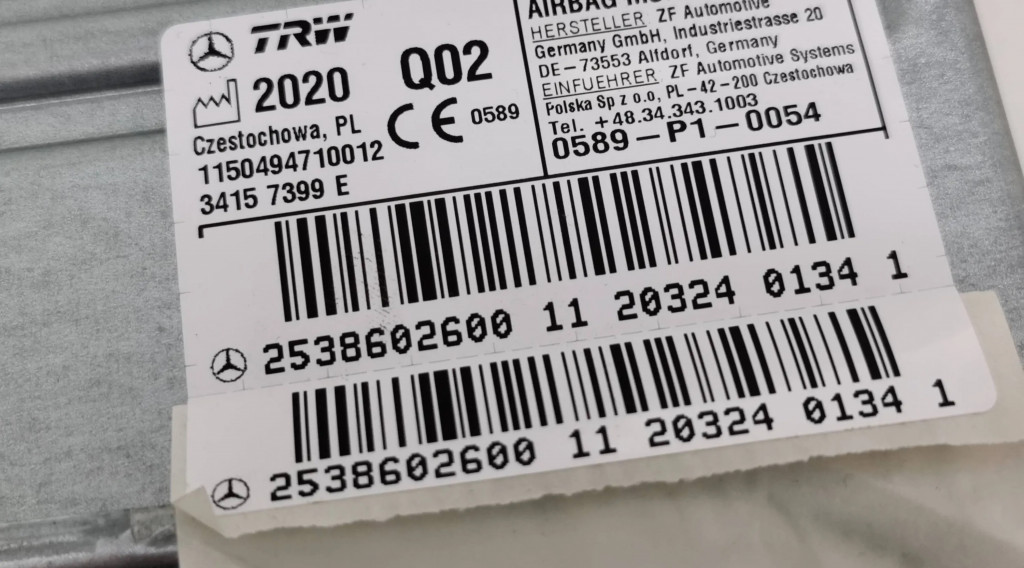 TRW
2020
Q02
Czestochowa, PL
1150494710012
3415 7399 E
CE 0589
AIRBAG
HERSTELLER: ZF Automotive
Germany GmbH, Industriestrasse 20
DE-73553 Alfdorf, Germany
EINFUEHRER: ZF Automotive Systems
Polska Sp z o.o, PL-42-200 Czestochowa
Tel. +48.34.343.1003
0589-P1-0054
2538602600 11 20324 0134 1
2538602600 11 20324 0134 1